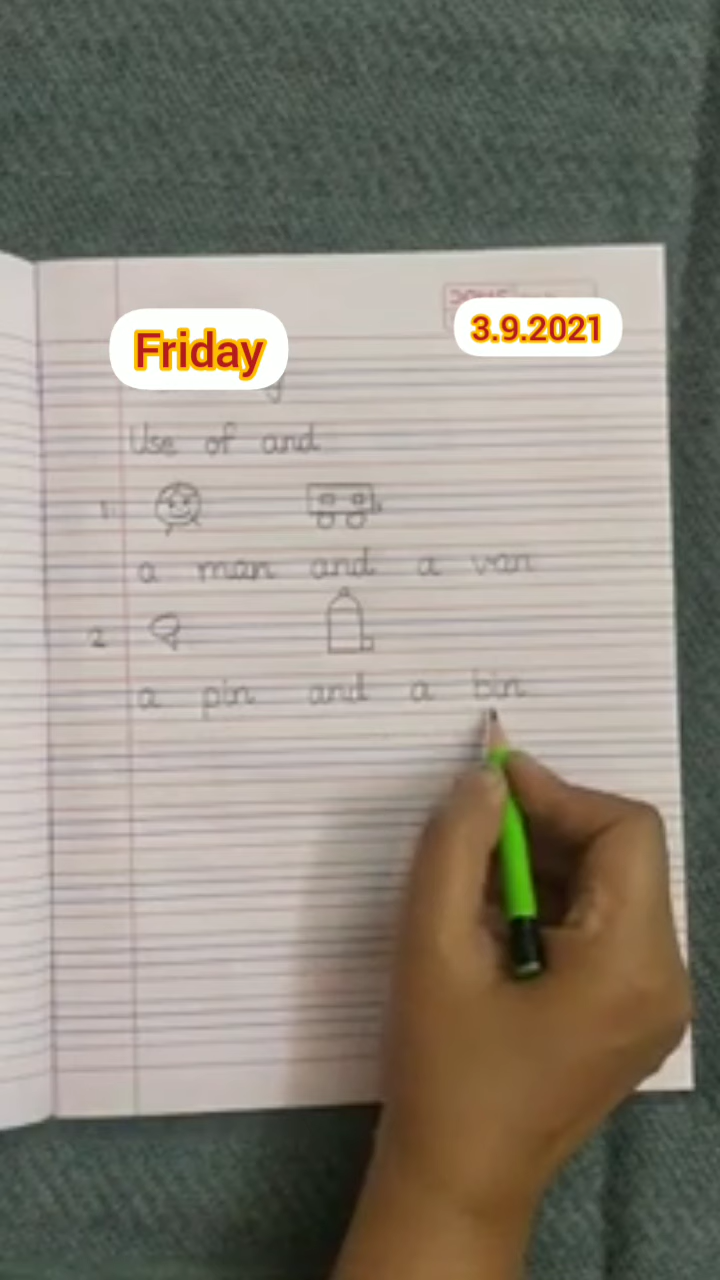 Friday
3.9.2021
Use of and
1.
a man and a van
2
a pin and a bin